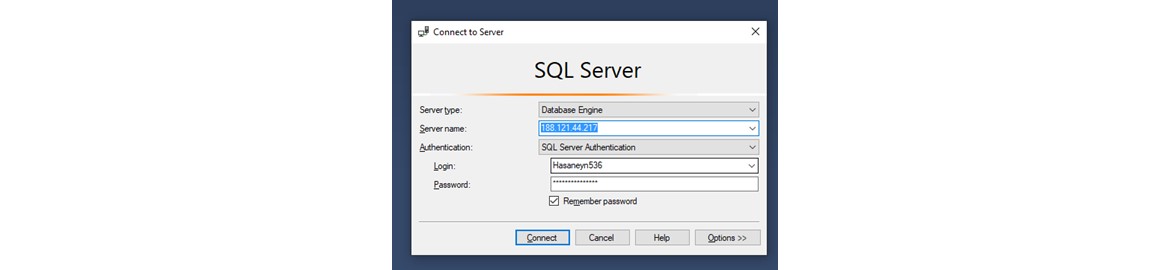 Connect to Server
SQL Server
Server type: Database Engine
Server name: 188.121.44.217
Authentication: SQL Server Authentication
Login: Hasaneyn536
Password: ***************
Remember password
Connect Cancel Help Options >>